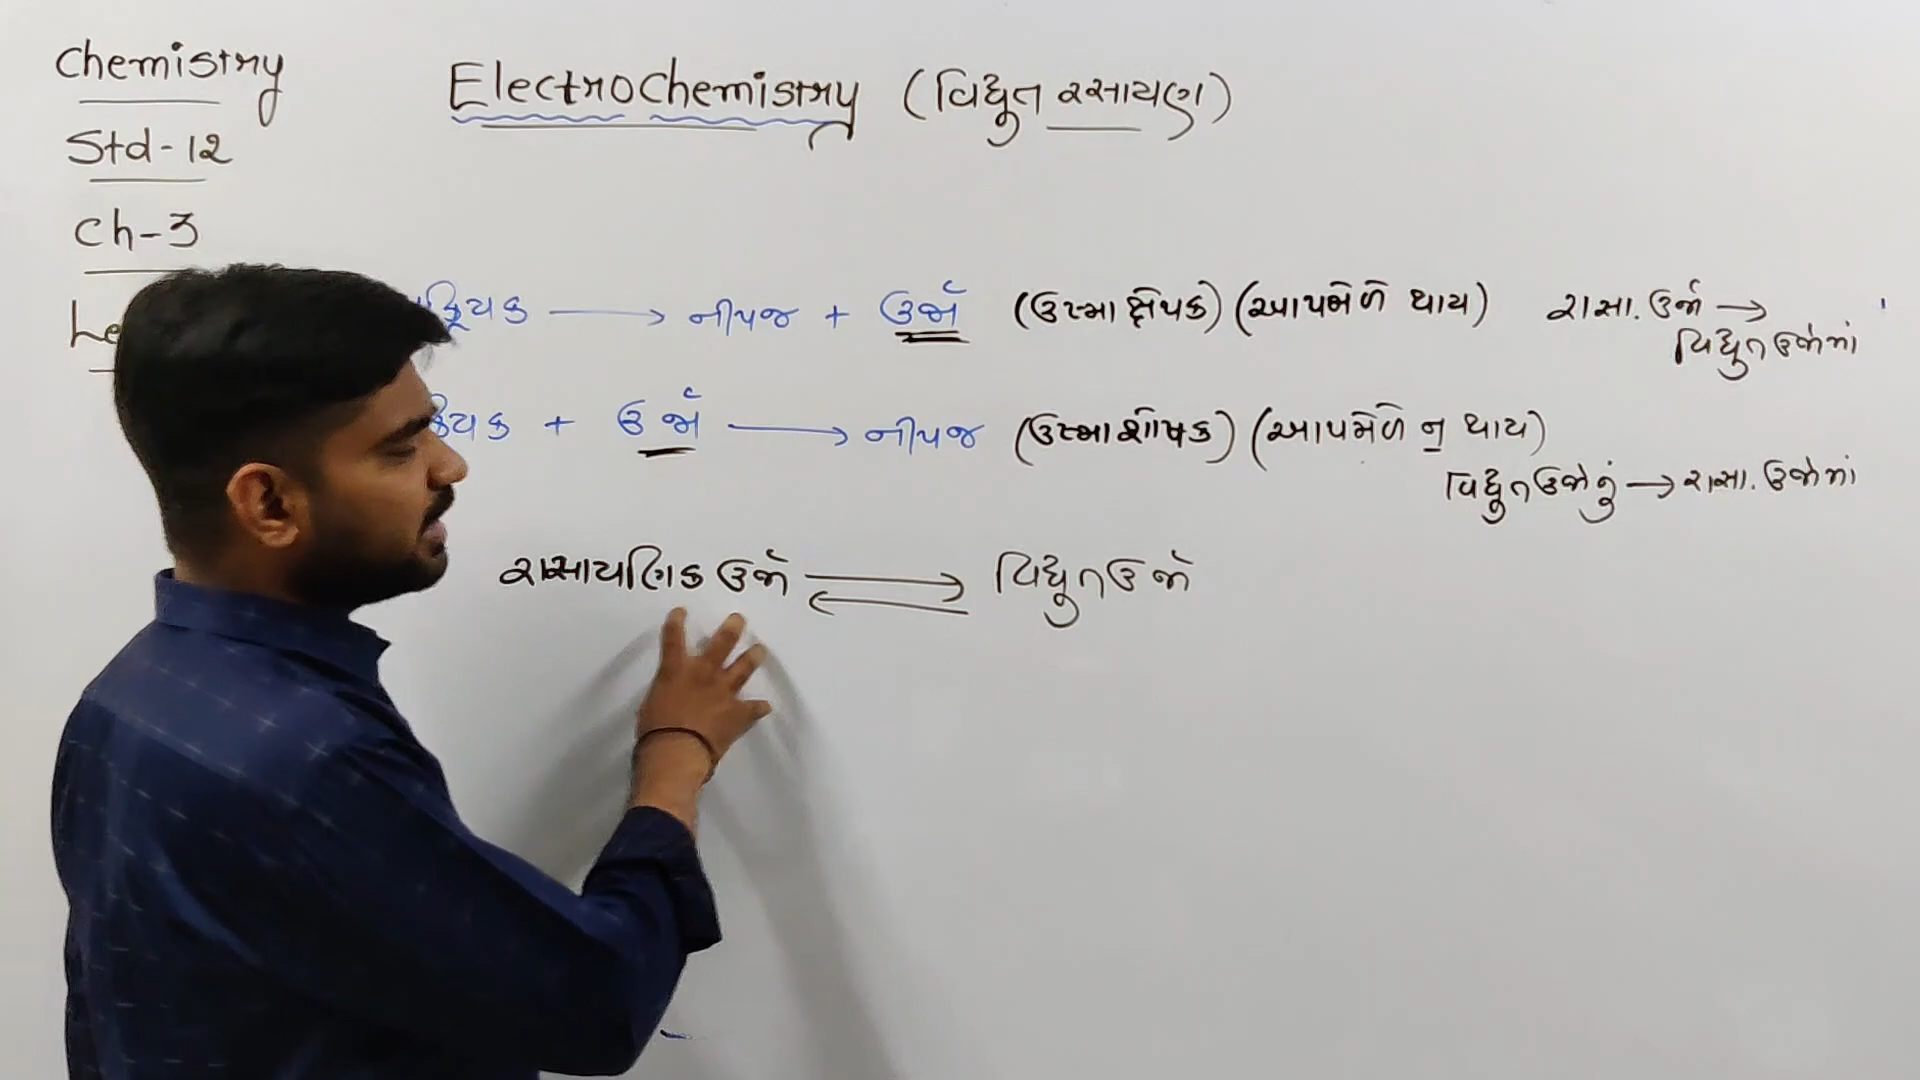 Chemistry
Std-12
Ch-3
ElectroChemistry (વિદ્યુત રસાયણ)
નીપજ + ઉર્જા (ઉષ્મા ક્ષેપક) (આપમેળે થાય) રાસા. ઉર્જા →
વિદ્યુત ઉર્જામાં
+ ઉર્જા → નીપજ (ઉષ્મા શોષક) (આપમેળે ન થાય)
વિદ્યુત ઉર્જાનું → રાસા. ઉર્જામાં
રાસાયણિક ઉર્જા ⇌ વિદ્યુત ઉર્જા